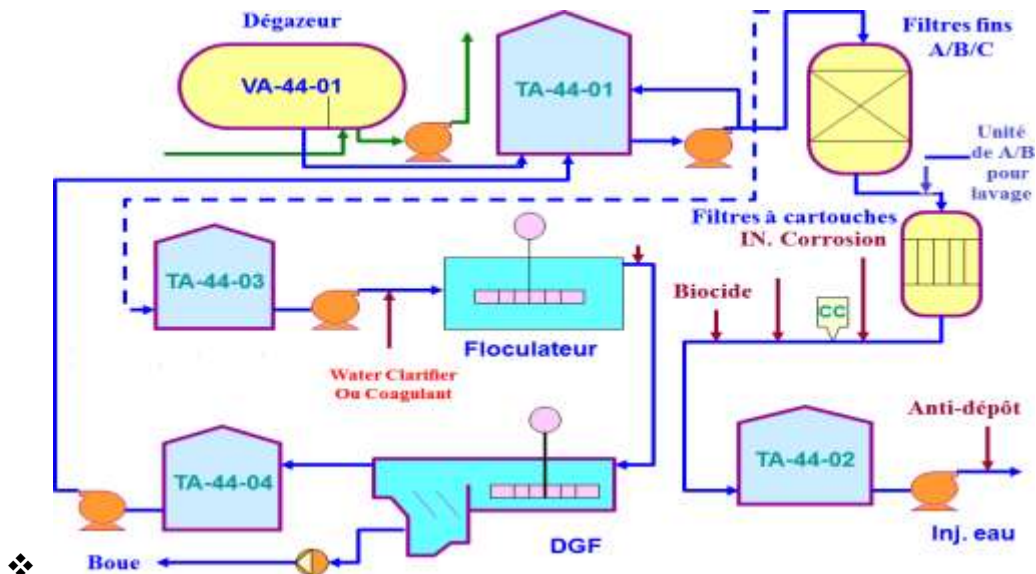 Dégazeur
VA-44-01
TA-44-01
Filtres fins
A/B/C
Unité
de A/B
pour
lavage
Filtres à cartouches
IN. Corrosion
Biocide
CC
TA-44-03
Floculateur
Water Clarifier
Ou Coagulant
Anti-dépôt
TA-44-02
Inj. eau
TA-44-04
DGF
Boue